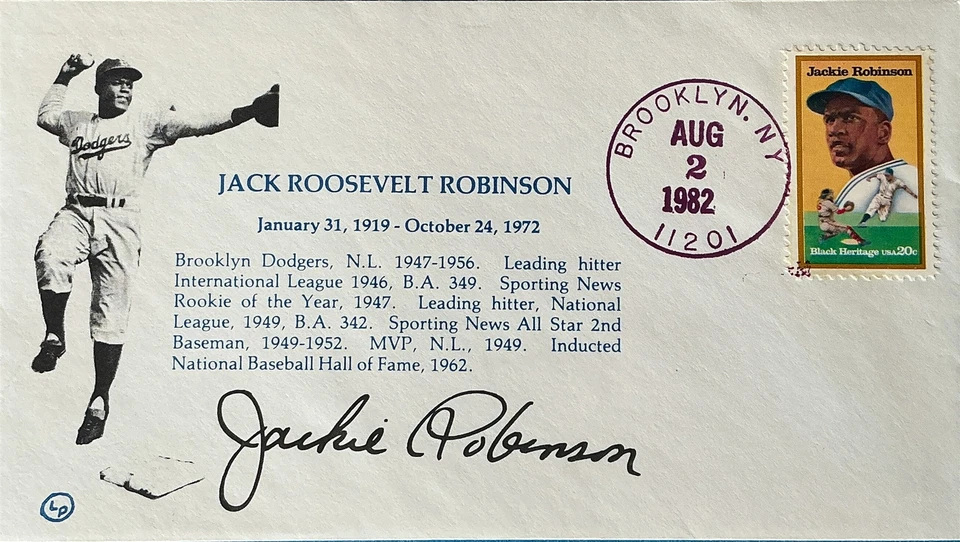 Dodgers
JACK ROOSEVELT ROBINSON
January 31, 1919 - October 24, 1972
Brooklyn Dodgers, N.L. 1947-1956. Leading hitter
International League 1946, B.A. 349. Sporting News
Rookie of the Year, 1947. Leading hitter, National
League, 1949, B.A. 342. Sporting News All Star 2nd
Baseman, 1949-1952. MVP, N.L., 1949. Inducted
National Baseball Hall of Fame, 1962.
Jackie Robinson
LP
BROOKLYN. NY
AUG
2
1982
11201
Jackie Robinson
Black Heritage USA 20c